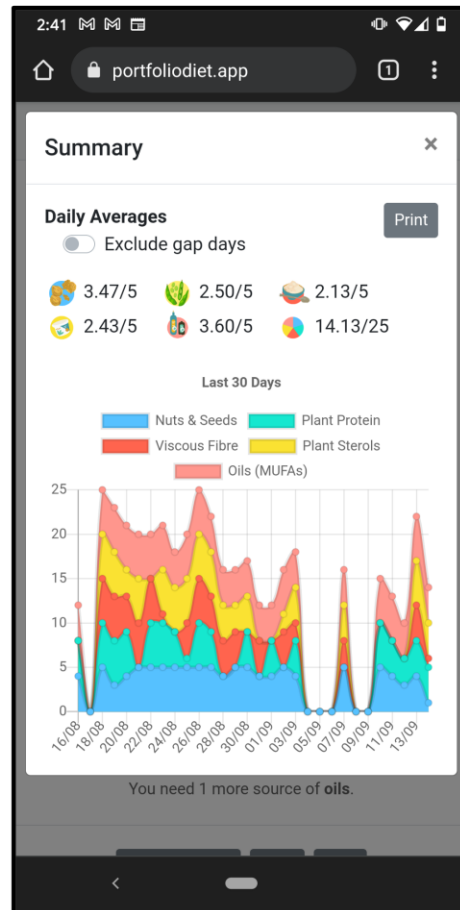 2:41
portfoliodiet.app
1
Summary
×
Daily Averages
Print
Exclude gap days
3.47/5
2.50/5
2.13/5
2.43/5
3.60/5
14.13/25
Last 30 Days
Nuts & Seeds
Plant Protein
Viscous Fibre
Plant Sterols
Oils (MUFAs)
25
20
15
10
5
0
16/08
18/08
20/08
22/08
24/08
26/08
28/08
30/08
01/09
03/09
05/09
07/09
09/09
11/09
13/09
You need 1 more source of oils.